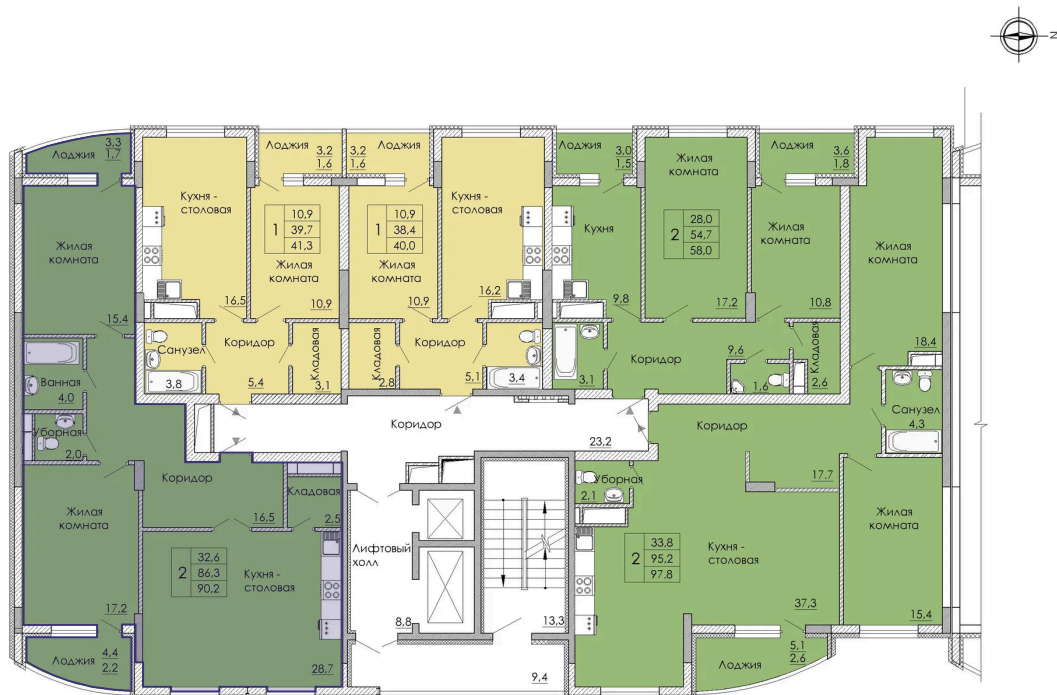 N
3,3
Лоджия 1,7
Лоджия
3,2
1,6
3,2
1,6
Лоджия
Лоджия
3,0
1,5
Жилая
комната
Лоджия
3,6
1,8
Кухня -
столовая
10,9
1 39,7
41,3
10,9
1 38,4
40,0
Кухня -
столовая
Кухня
28,0
2 54,7
58,0
Жилая
комната
Жилая
комната
Жилая
комната
Жилая
комната
Жилая
комната
15,4
16,5
10,9
10,9
16,2
9,8
17,2
10,8
18,4
Санузел
3,8
Коридор
5,4
Кладовая
3,1
Кладовая
2,8
Коридор
5,1
3,4
3,1
Коридор
9,6
1,6
Кладовая
2,6
Ванная
4,0
Уборная
2,0
Коридор
23,2
Коридор
17,7
Санузел
4,3
Коридор
16,5
Кладовая
2,5
Уборная
2,1
Жилая
комната
17,2
32,6
2 86,3
90,2
Кухня -
столовая
28,7
Лифтовый
холл
8,8
13,3
9,4
33,8
2 95,2
97,8
Кухня -
столовая
37,3
Жилая
комната
15,4
Лоджия
4,4
2,2
Лоджия
5,1
2,6